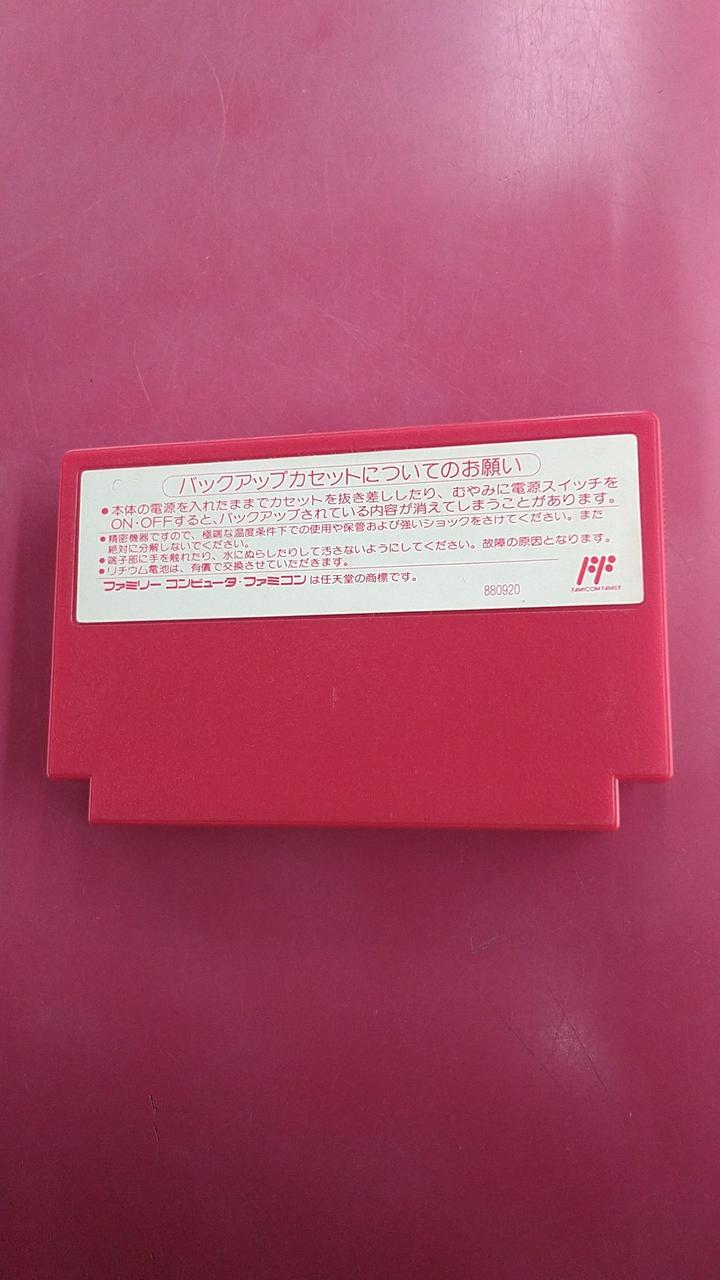 バックアップカセットについてのお願い
●本体の電源を入れたままでカセットを抜き差ししたり、むやみに電源スイッチを
ON・OFFすると、バックアップされている内容が消えてしまうことがあります。
●精密機器ですので、極端な温度条件下での使用や保管および強いショックをさけてください。また
絶対に分解しないでください。
●端子部に手を触れたり、水にぬらしたりして汚さないようにしてください。故障の原因となります。
●リチウム電池は、有償で交換させていただきます。
ファミリーコンピュータ・ファミコンは任天堂の商標です。
880920
FAMICOM FAMILY